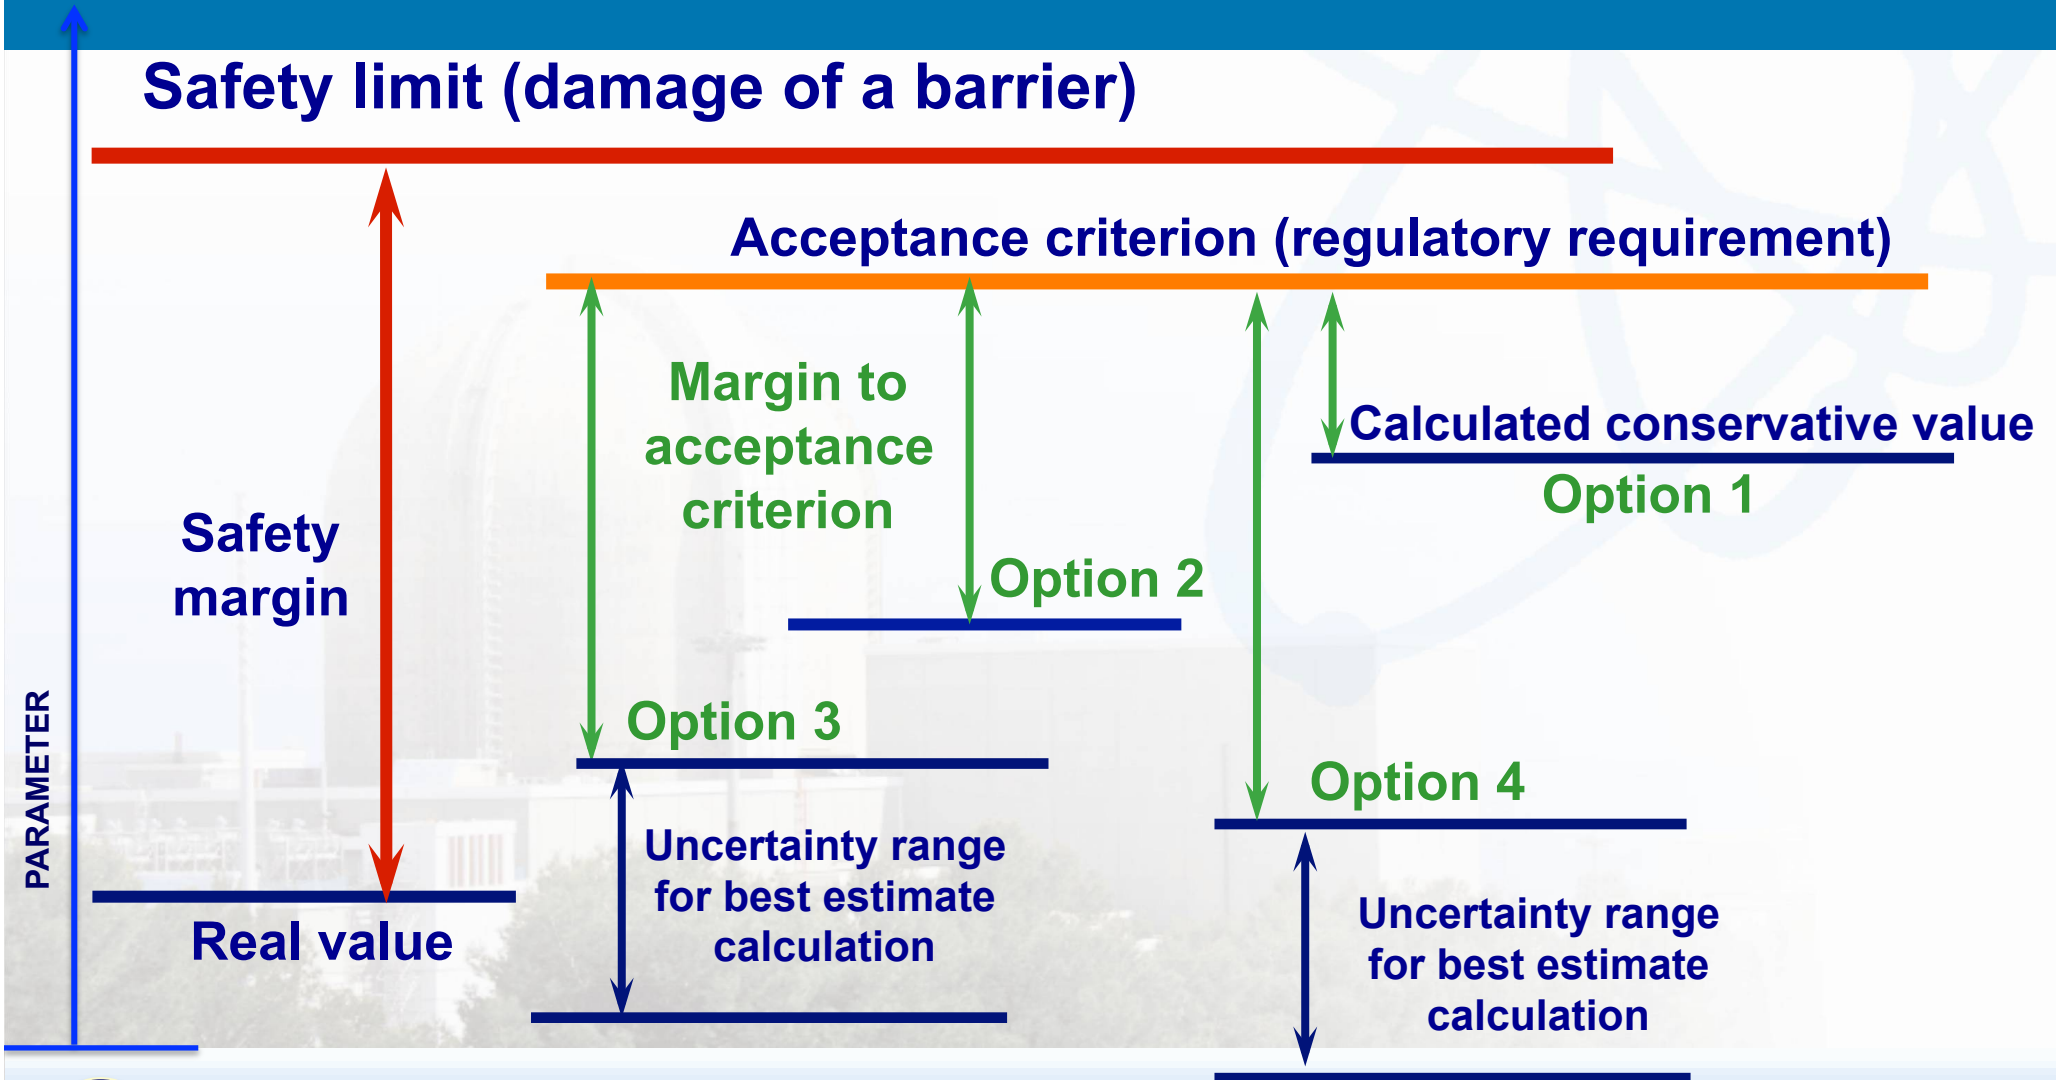 Safety limit (damage of a barrier)
Acceptance criterion (regulatory requirement)
Margin to
acceptance
criterion
Calculated conservative value
Option 1
Safety
margin
Option 2
Option 3
Option 4
PARAMETER
Real value
Uncertainty range
for best estimate
calculation
Uncertainty range
for best estimate
calculation